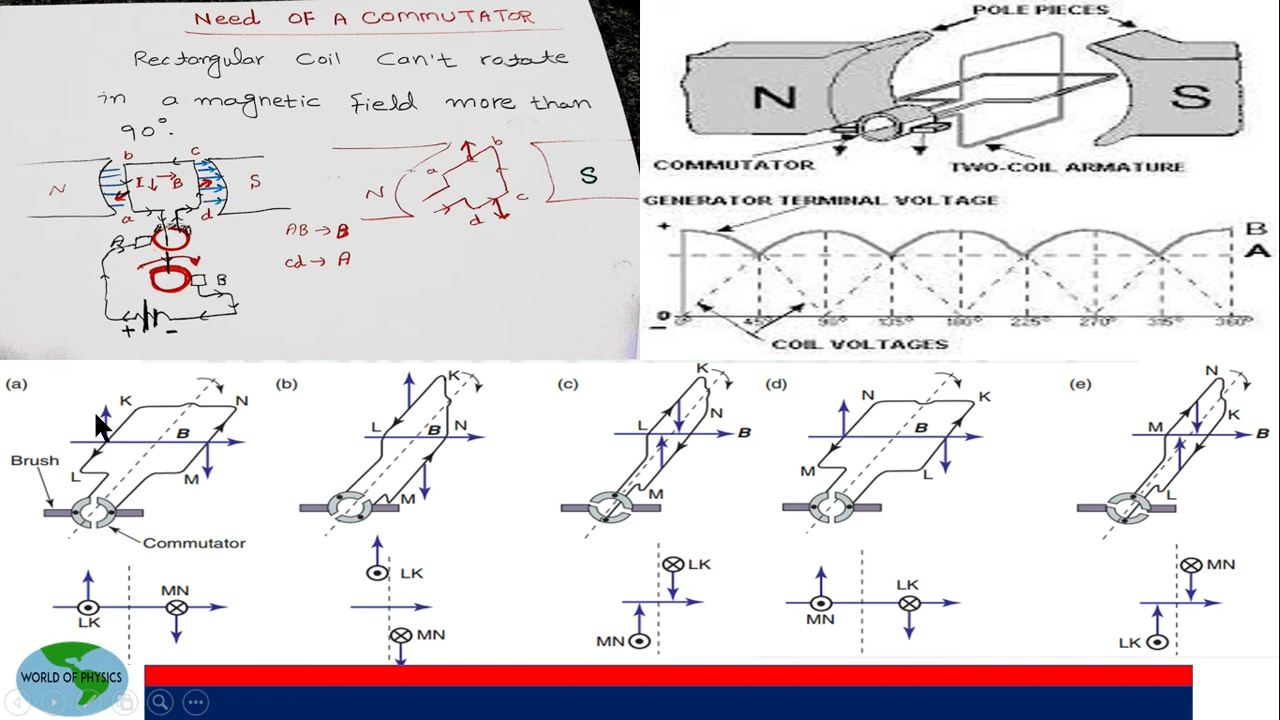 Need OF A COMMUTATOR
Rectangular Coil Can't rotate
in a magnetic field more than
90°.
b c
N I B S
a d
A
B
+ -
AB → B
cd → A
N a b c d S
POLE PIECES
N S
COMMUTATOR
TWO-COIL ARMATURE
GENERATOR TERMINAL VOLTAGE
+ B
A
0
- 0° 45° 90° 135° 180° 225° 270° 335° 360°
COIL VOLTAGES
(a) K N
B
Brush
L M
Commutator
MN
LK
(b) K
L B N
M
LK
MN
(c) K
N
L B
M
LK
MN
(d) N K
B
M L
LK
MN
(e) N
K
M B
L
MN
LK
WORLD OF PHYSICS